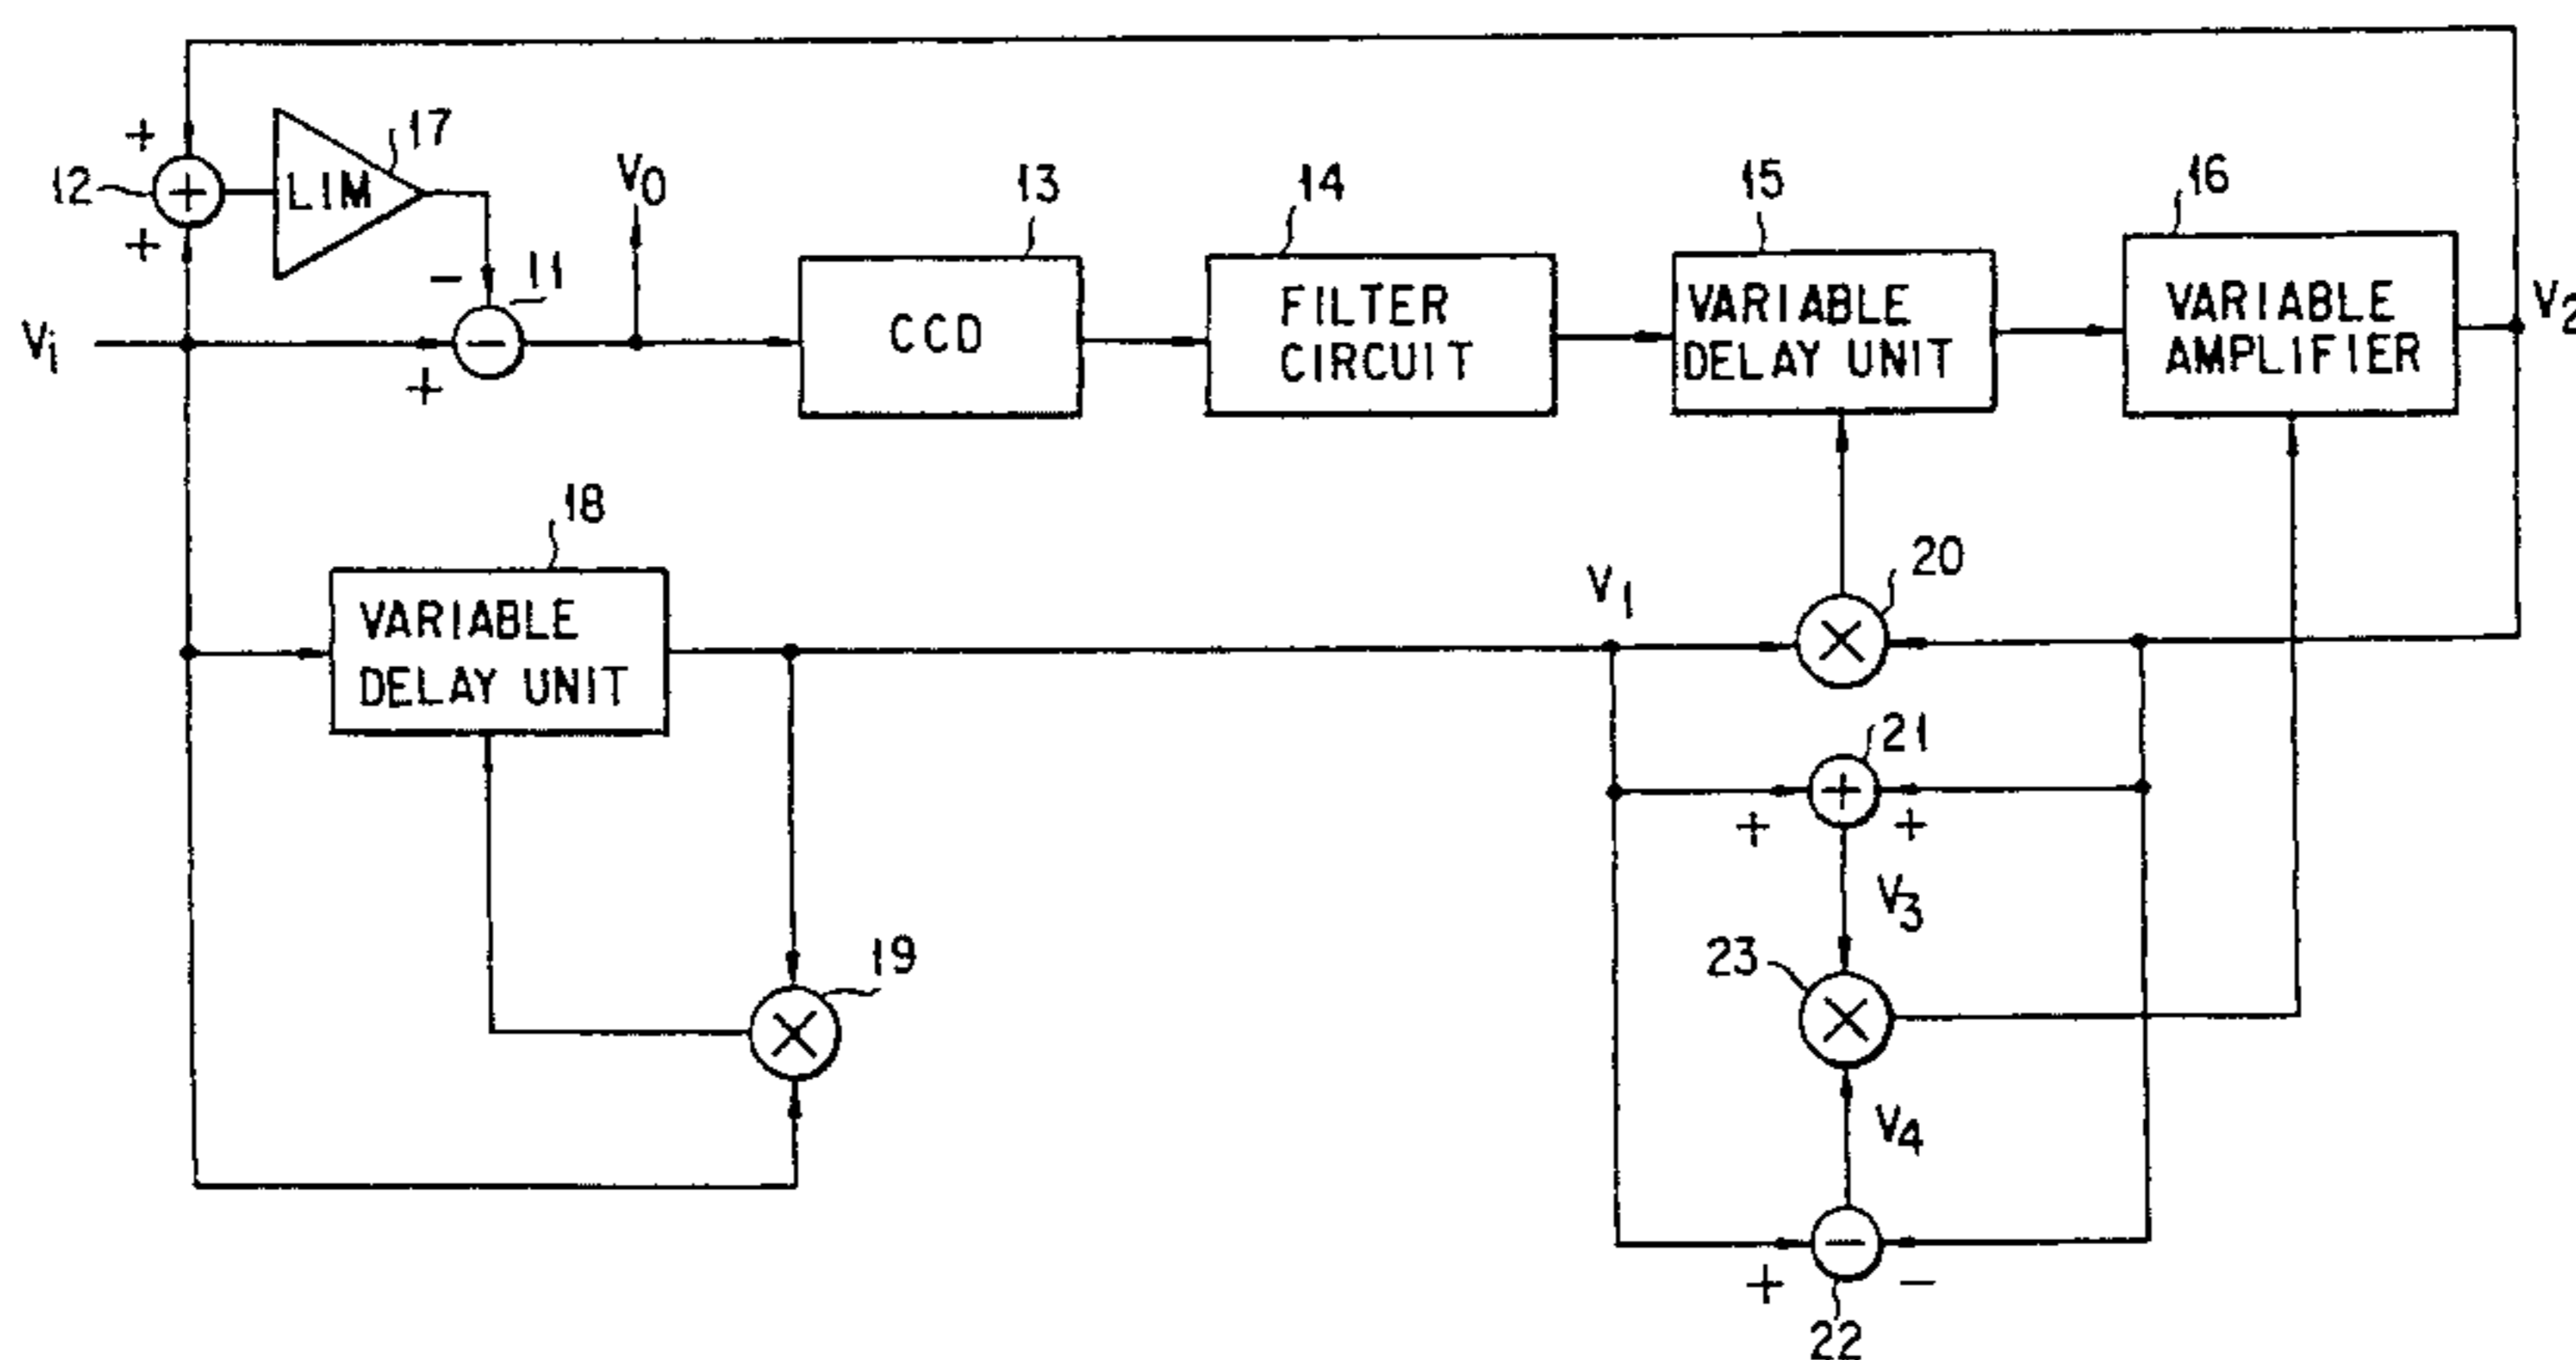 +
17
12
LIM
+
V0
13
14
15
16
-
11
Vi
+
CCD
FILTER
CIRCUIT
VARIABLE
DELAY UNIT
VARIABLE
AMPLIFIER
V2
18
VARIABLE
DELAY UNIT
V1
20
×
21
+
+
+
V3
19
×
23
×
V4
-
+
-
22